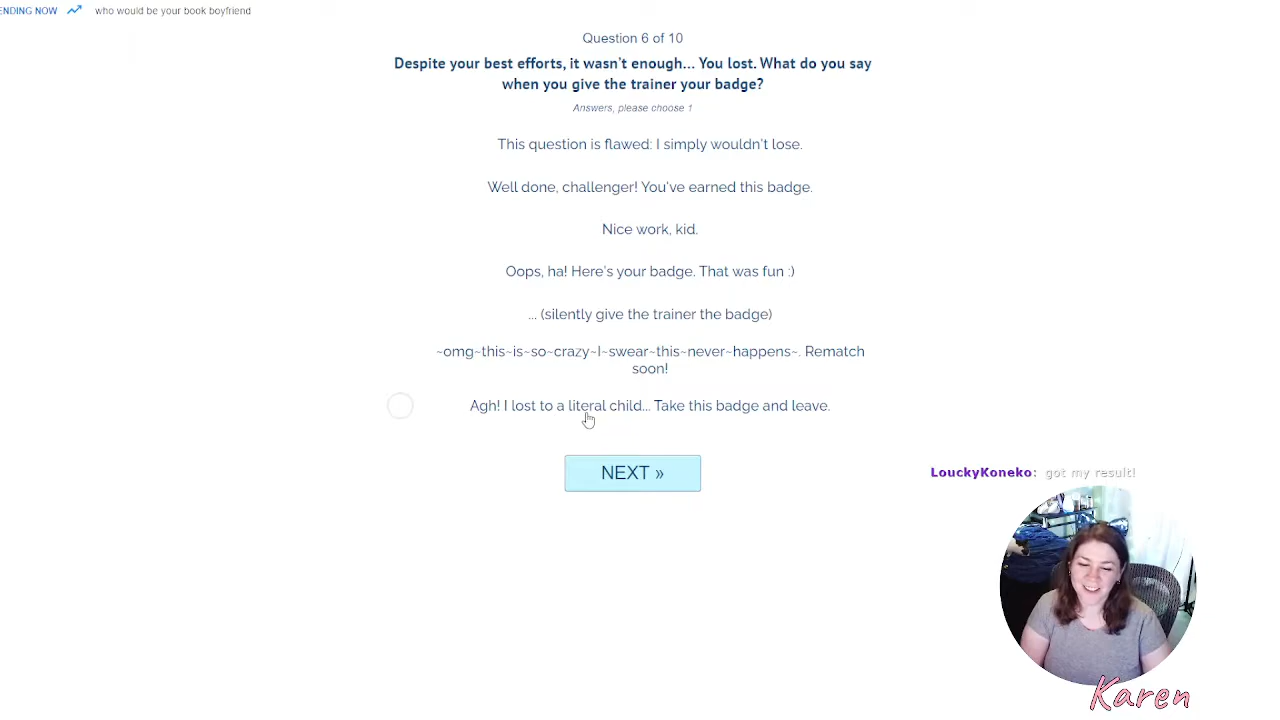 ENDING NOW who would be your book boyfriend
Question 6 of 10
Despite your best efforts, it wasn't enough... You lost. What do you say
when you give the trainer your badge?
Answers, please choose 1
This question is flawed: I simply wouldn't lose.
Well done, challenger! You've earned this badge.
Nice work, kid.
Oops, ha! Here's your badge. That was fun :)
... (silently give the trainer the badge)
~omg~this~is~so~crazy~I~swear~this~never~happens~. Rematch
soon!
Agh! I lost to a literal child... Take this badge and leave.
NEXT »
LouckyKoneko: got my result!
Karen